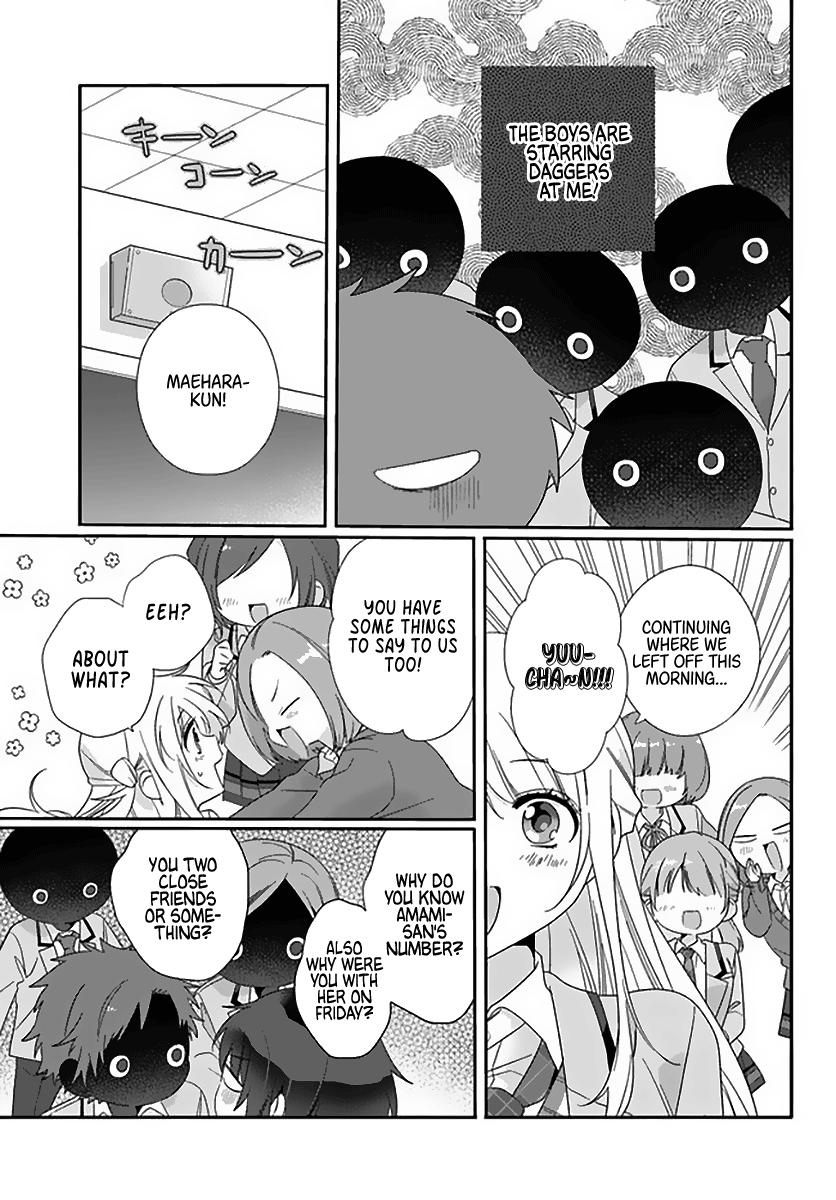 THE BOYS ARE
STARRING
DAGGERS
AT ME!
キーン
コーン
カーン
MAEHARA-
KUN!
CONTINUING
WHERE WE
LEFT OFF THIS
MORNING...
YUU-
CHA~N!!!
YOU HAVE
SOME THINGS
TO SAY TO US
TOO!
EEH?
ABOUT
WHAT?
WHY DO
YOU KNOW
AMAMI-
SAN'S
NUMBER?
ALSO
WHY WERE
YOU WITH
HER ON
FRIDAY?
YOU TWO
CLOSE
FRIENDS
OR SOME-
THING?